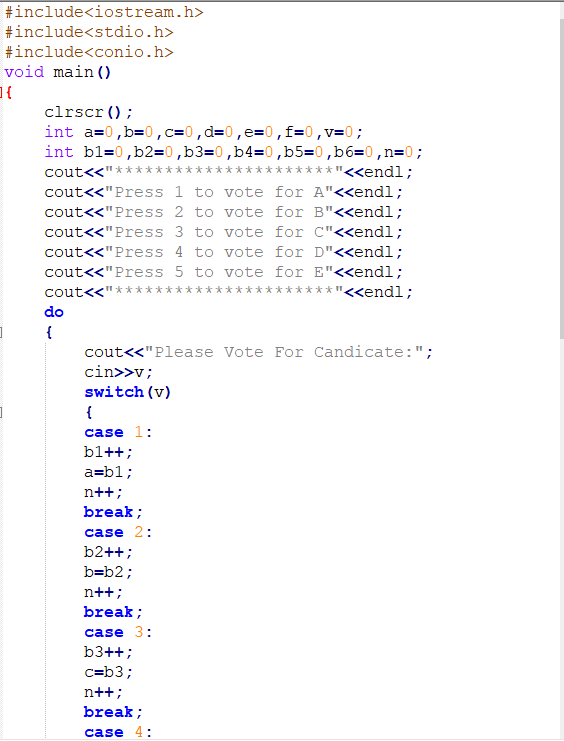 #include<iostream.h>
#include<stdio.h>
#include<conio.h>
void main()
{
clrscr();
int a=0,b=0,c=0,d=0,e=0,f=0,v=0;
int b1=0,b2=0,b3=0,b4=0,b5=0,b6=0,n=0;
cout<<"**********************"<<endl;
cout<<"Press 1 to vote for A"<<endl;
cout<<"Press 2 to vote for B"<<endl;
cout<<"Press 3 to vote for C"<<endl;
cout<<"Press 4 to vote for D"<<endl;
cout<<"Press 5 to vote for E"<<endl;
cout<<"**********************"<<endl;
do
{
cout<<"Please Vote For Candicate:";
cin>>v;
switch(v)
{
case 1:
b1++;
a=b1;
n++;
break;
case 2:
b2++;
b=b2;
n++;
break;
case 3:
b3++;
c=b3;
n++;
break;
case 4: